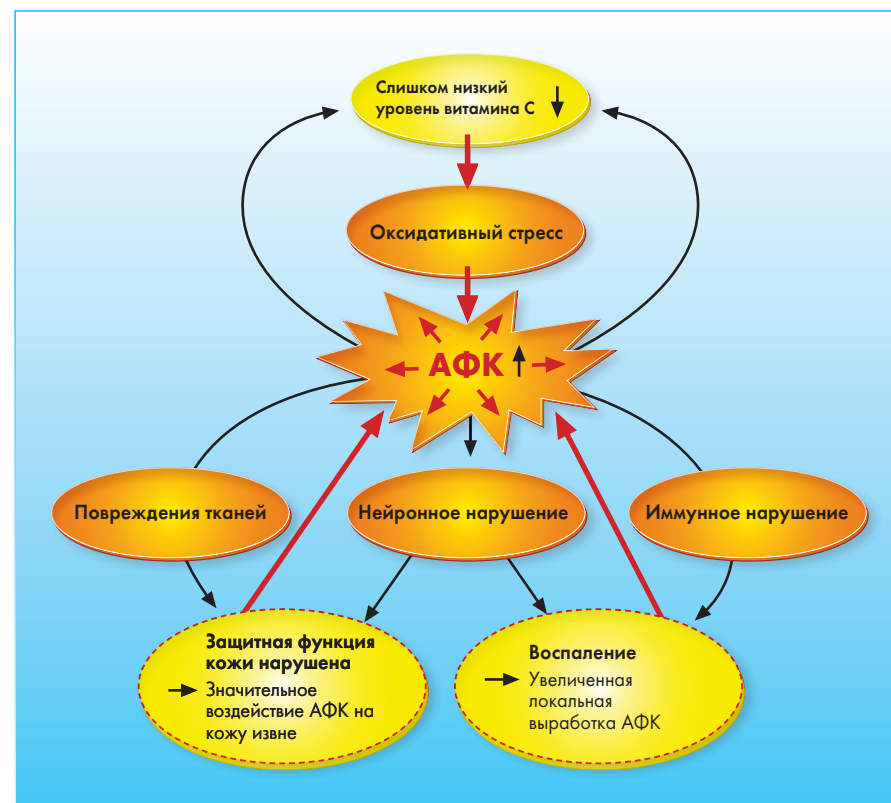 Слишком низкий
уровень витамина С
Оксидативный стресс
АФК
Повреждения тканей
Нейронное нарушение
Иммунное нарушение
Защитная функция
кожи нарушена
Значительное
воздействие АФК на
кожу извне
Воспаление
Увеличенная
локальная
выработка АФК